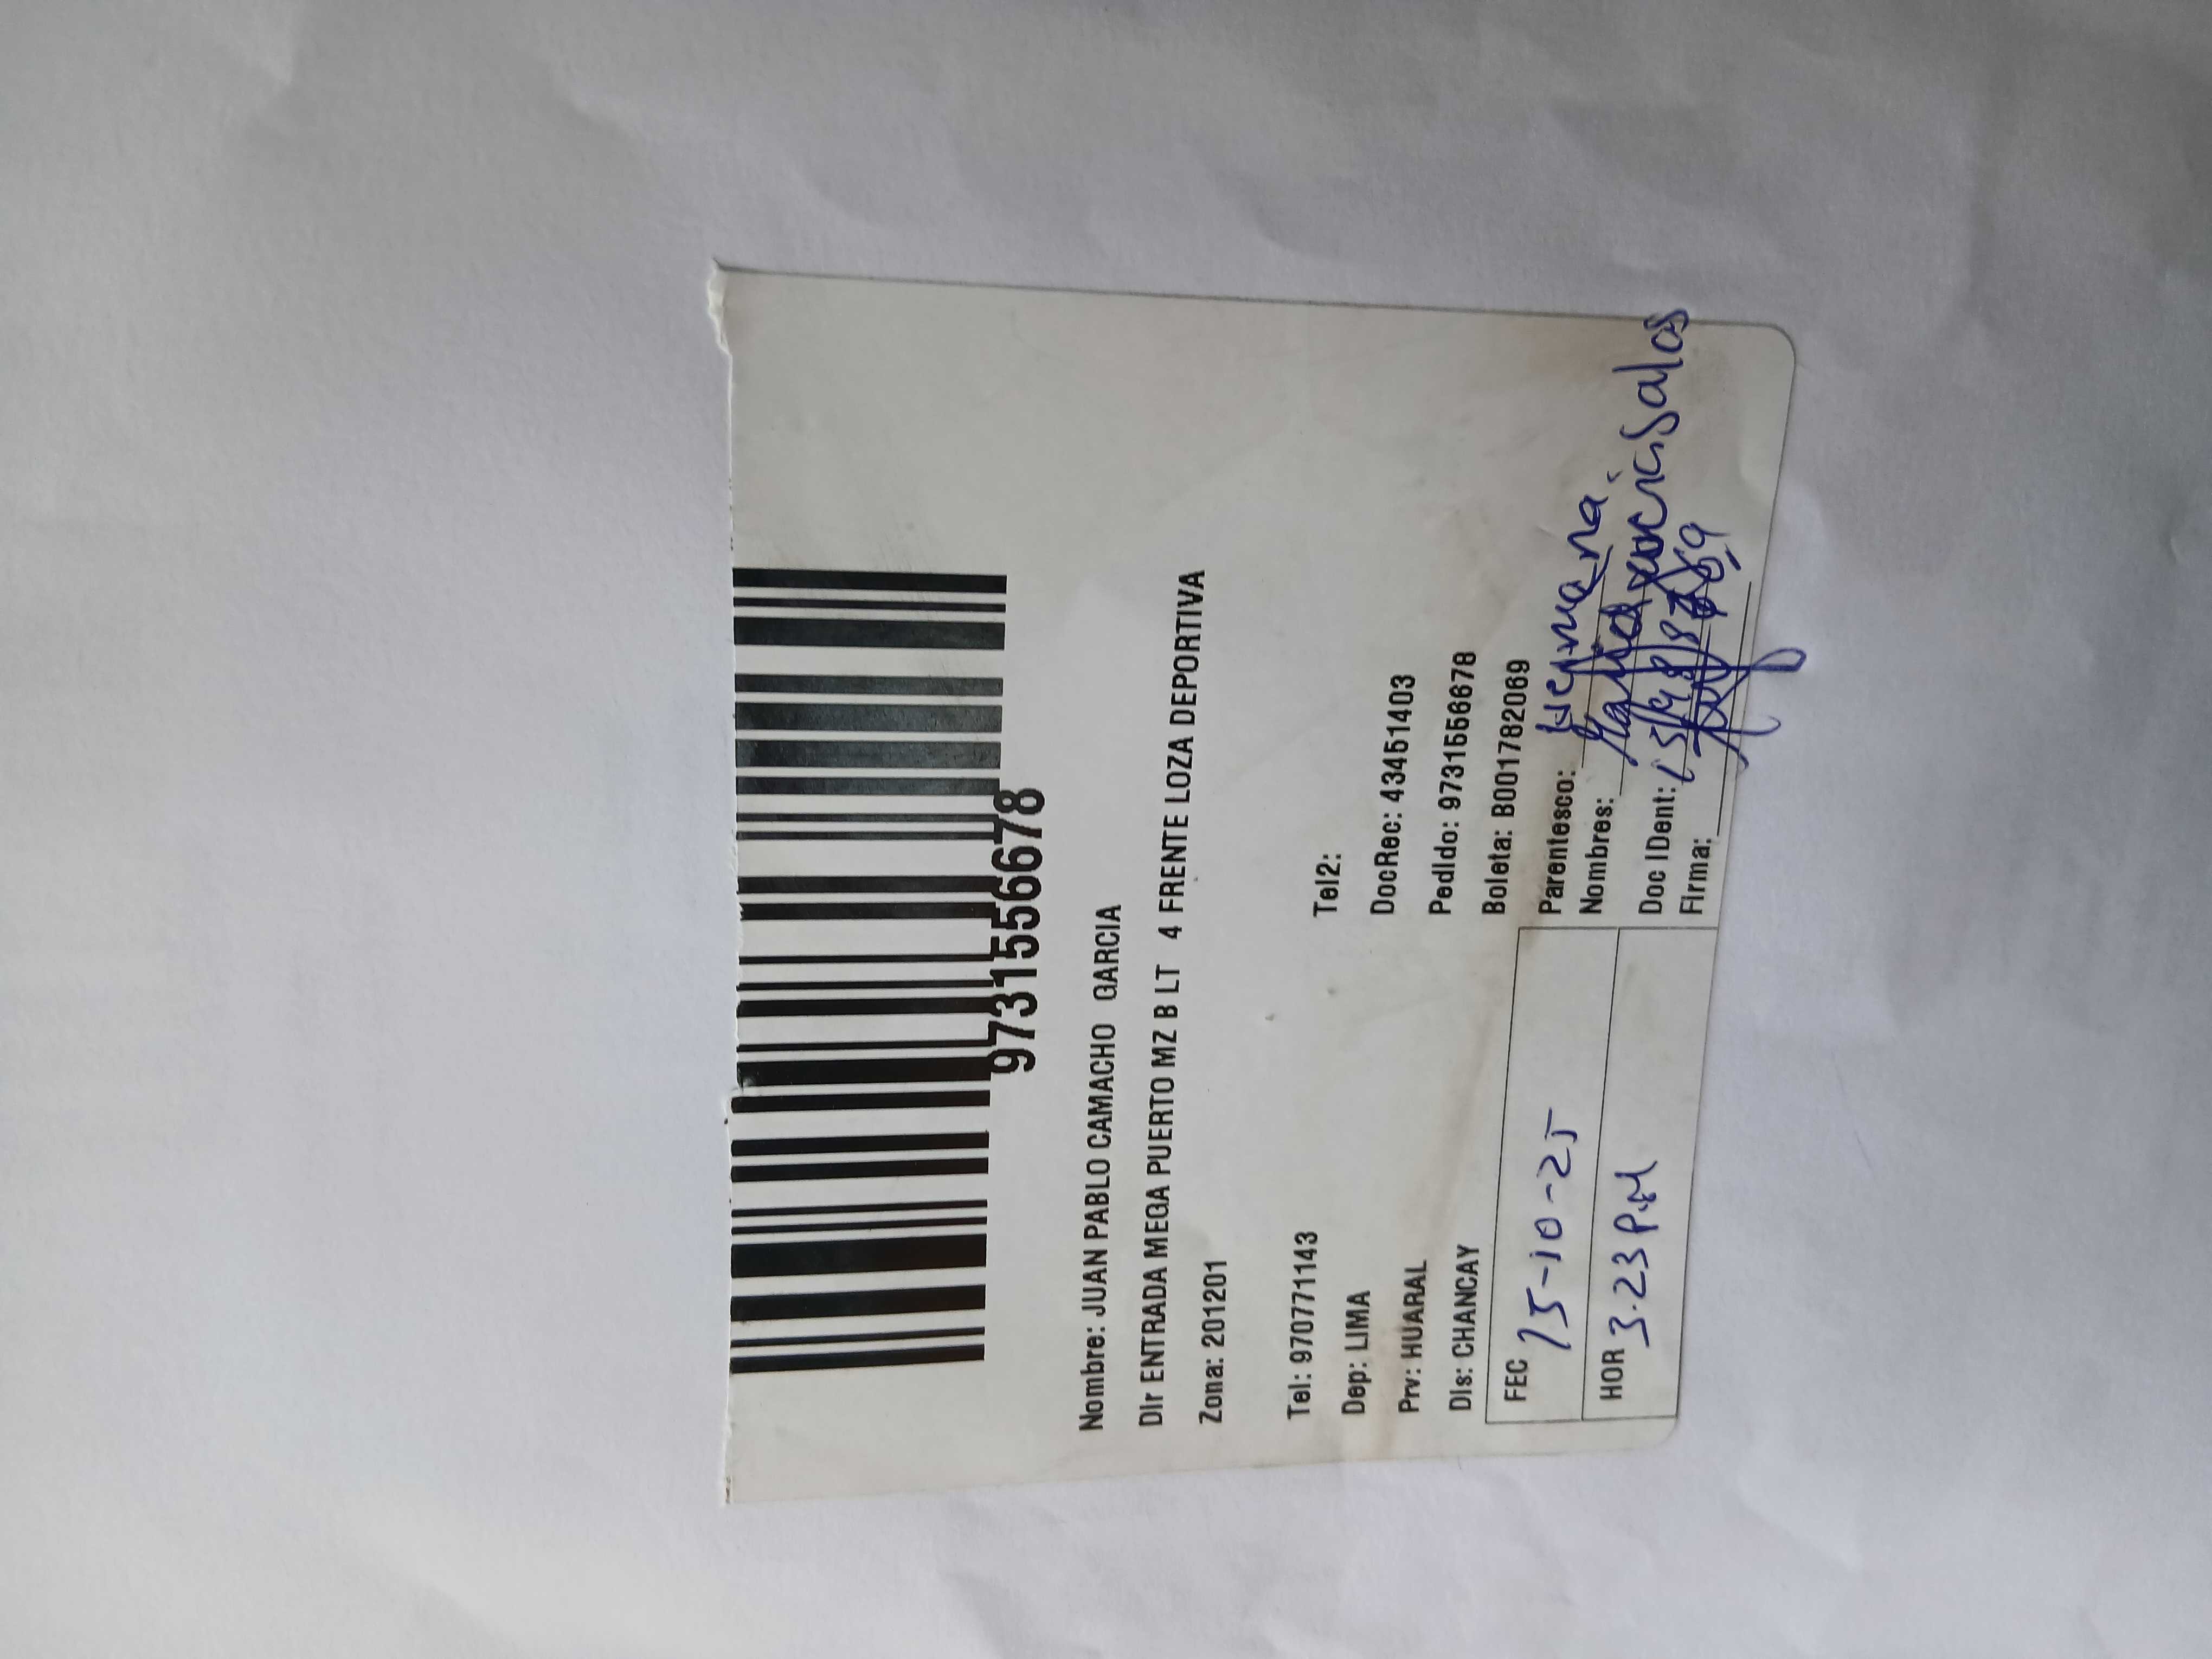 9731556678
Nombre: JUAN PABLO CAMACHO GARCIA
Dir ENTRADA MEGA PUERTO MZ B LT 4 FRENTE LOZA DEPORTIVA
Zona: 201201
Tel: 970771143 Tel2:
Dep: LIMA DocRec: 43451403
Prv: HUARAL Pedido: 9731556678
Dis: CHANCAY Boleta: B001782069
FEC 15-10-25 Parentesco: Hermana
Nombres:
HOR 3.23 P.M Doc IDent:
Firma: